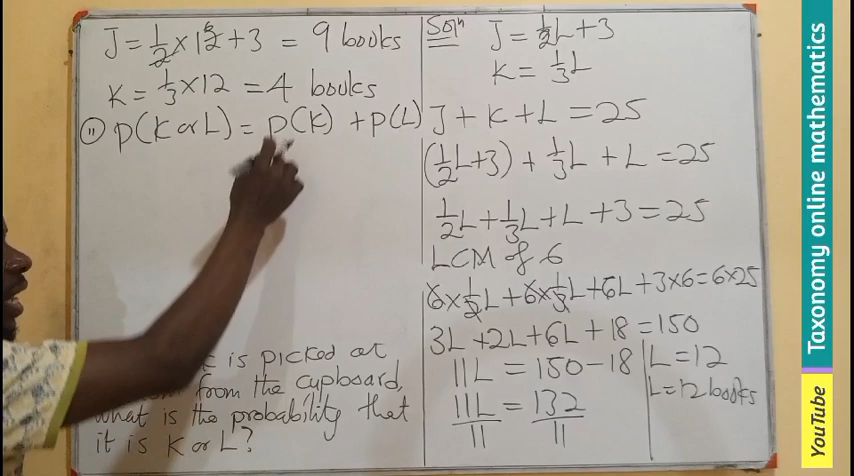 J = 1/2 × 12 + 3 = 9 books
K = 1/3 × 12 = 4 books
(ii) P(K or L) = P(K) + P(L)
is picked at
from the cupboard,
what is the probability that
it is K or L?
Soln
J = 1/2L + 3
K = 1/3L
J + K + L = 25
(1/2L + 3) + 1/3L + L = 25
1/2L + 1/3L + L + 3 = 25
LCM of 6
6 × 1/2L + 6 × 1/3L + 6L + 3 × 6 = 6 × 25
3L + 2L + 6L + 18 = 150
11L = 150 - 18
11L/11 = 132/11
L = 12
L = 12 books
YouTube
Taxonomy online mathematics